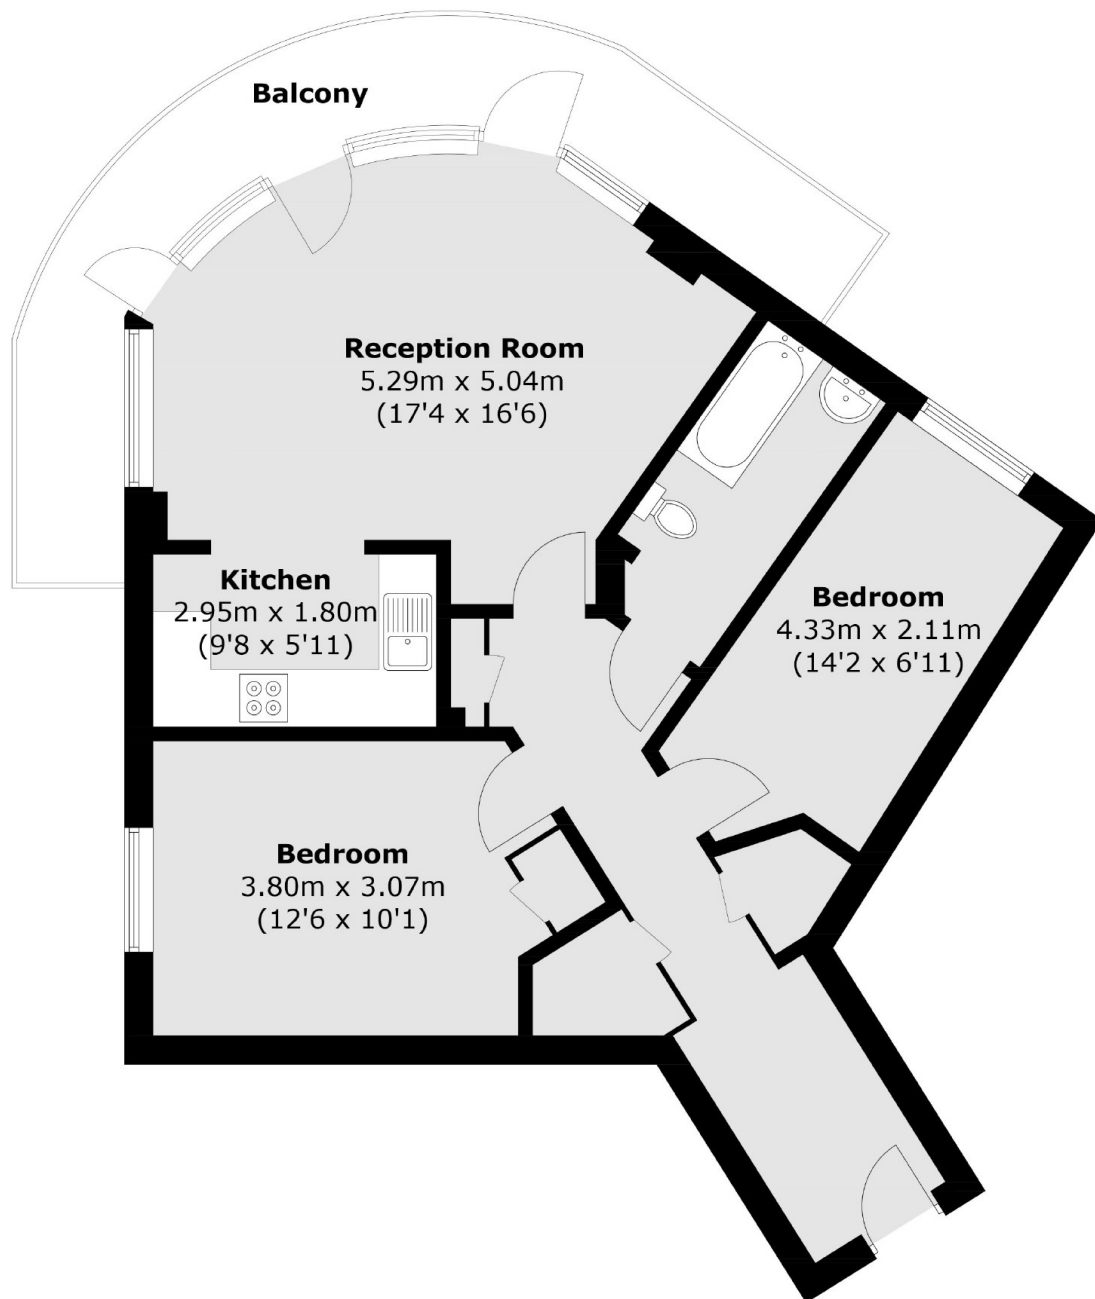 Balcony
Reception Room
5.29m x 5.04m
(17'4 x 16'6)
Kitchen
2.95m x 1.80m
(9'8 x 5'11)
Bedroom
4.33m x 2.11m
(14'2 x 6'11)
Bedroom
3.80m x 3.07m
(12'6 x 10'1)